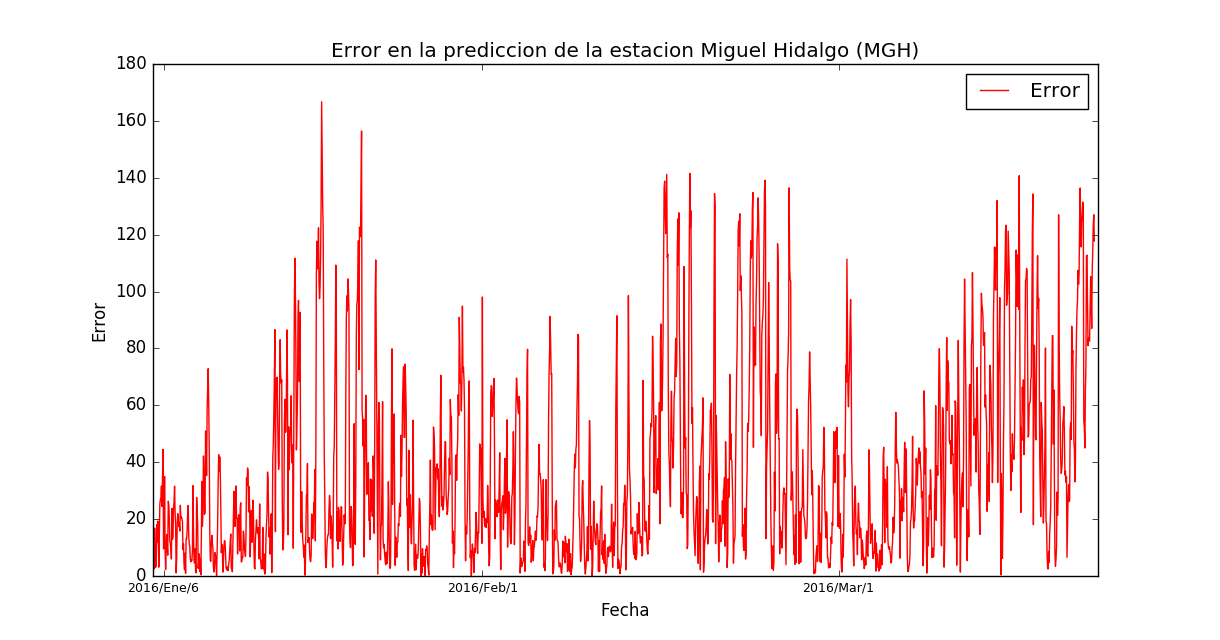 Error en la prediccion de la estacion Miguel Hidalgo (MGH)
180
160
140
120
100
80
60
40
20
0
Error
Error
2016/Ene/6
2016/Feb/1
2016/Mar/1
Fecha